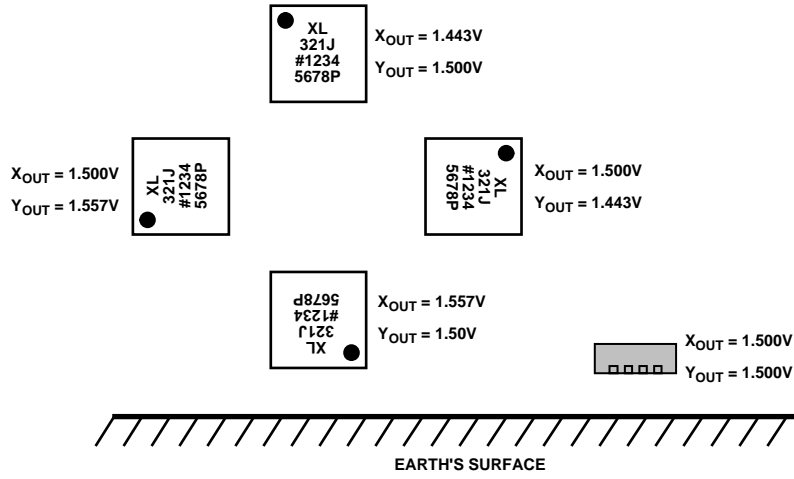 XL
321J
#1234
5678P
XOUT = 1.443V
YOUT = 1.500V
XOUT = 1.500V
YOUT = 1.557V
XL
321J
#1234
5678P
XL
321J
#1234
5678P
XOUT = 1.500V
YOUT = 1.443V
XL
321J
#1234
5678P
XOUT = 1.557V
YOUT = 1.50V
XOUT = 1.500V
YOUT = 1.500V
EARTH'S SURFACE